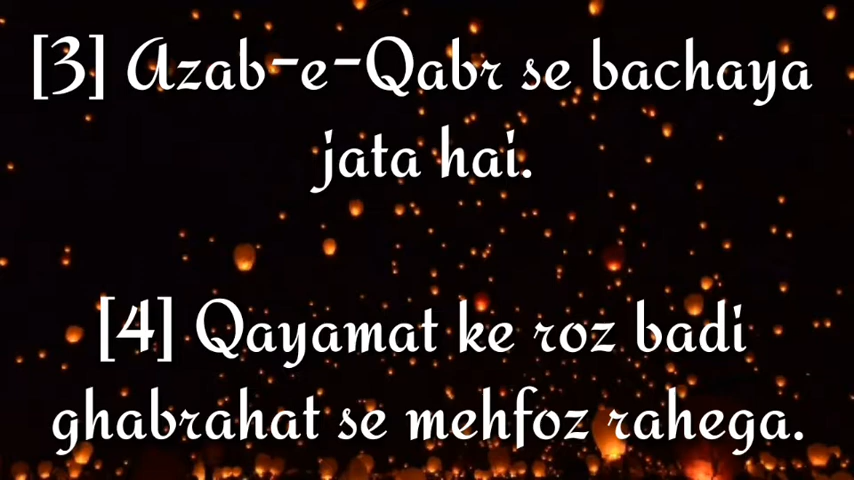 [3] Azab-e-Qabr se bachaya
jata hai.
[4] Qayamat ke roz badi
ghabrahat se mehfoz rahega.